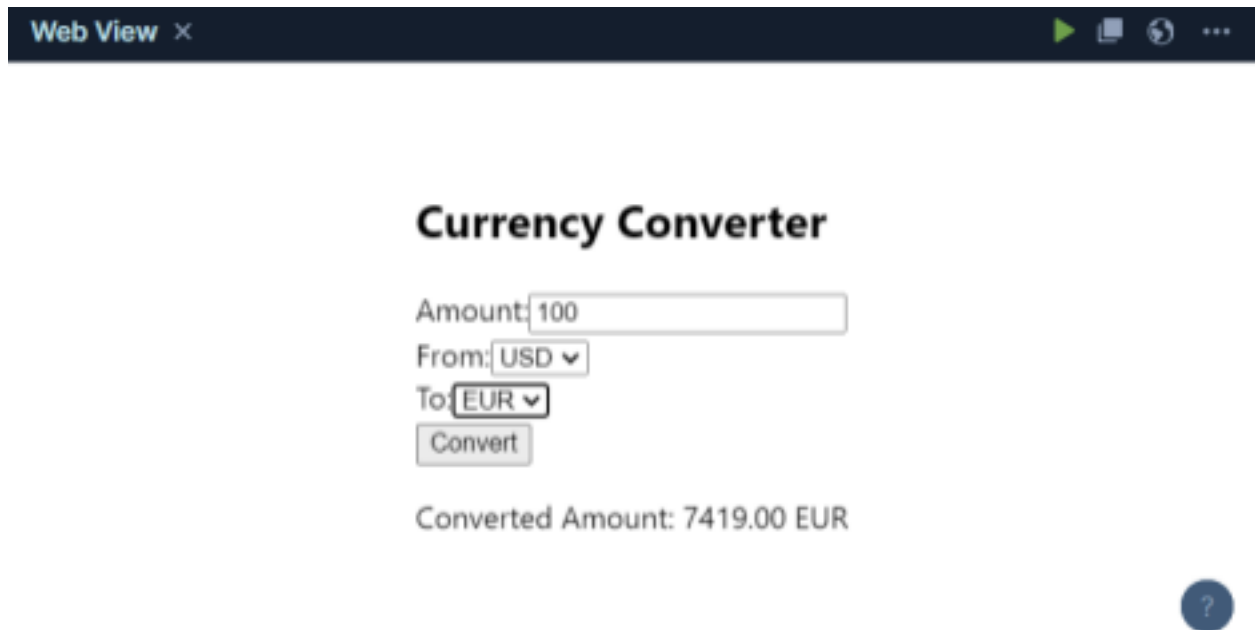 Web View
Currency Converter
Amount: 100
From: USD
To: EUR
Convert
Converted Amount: 7419.00 EUR
?